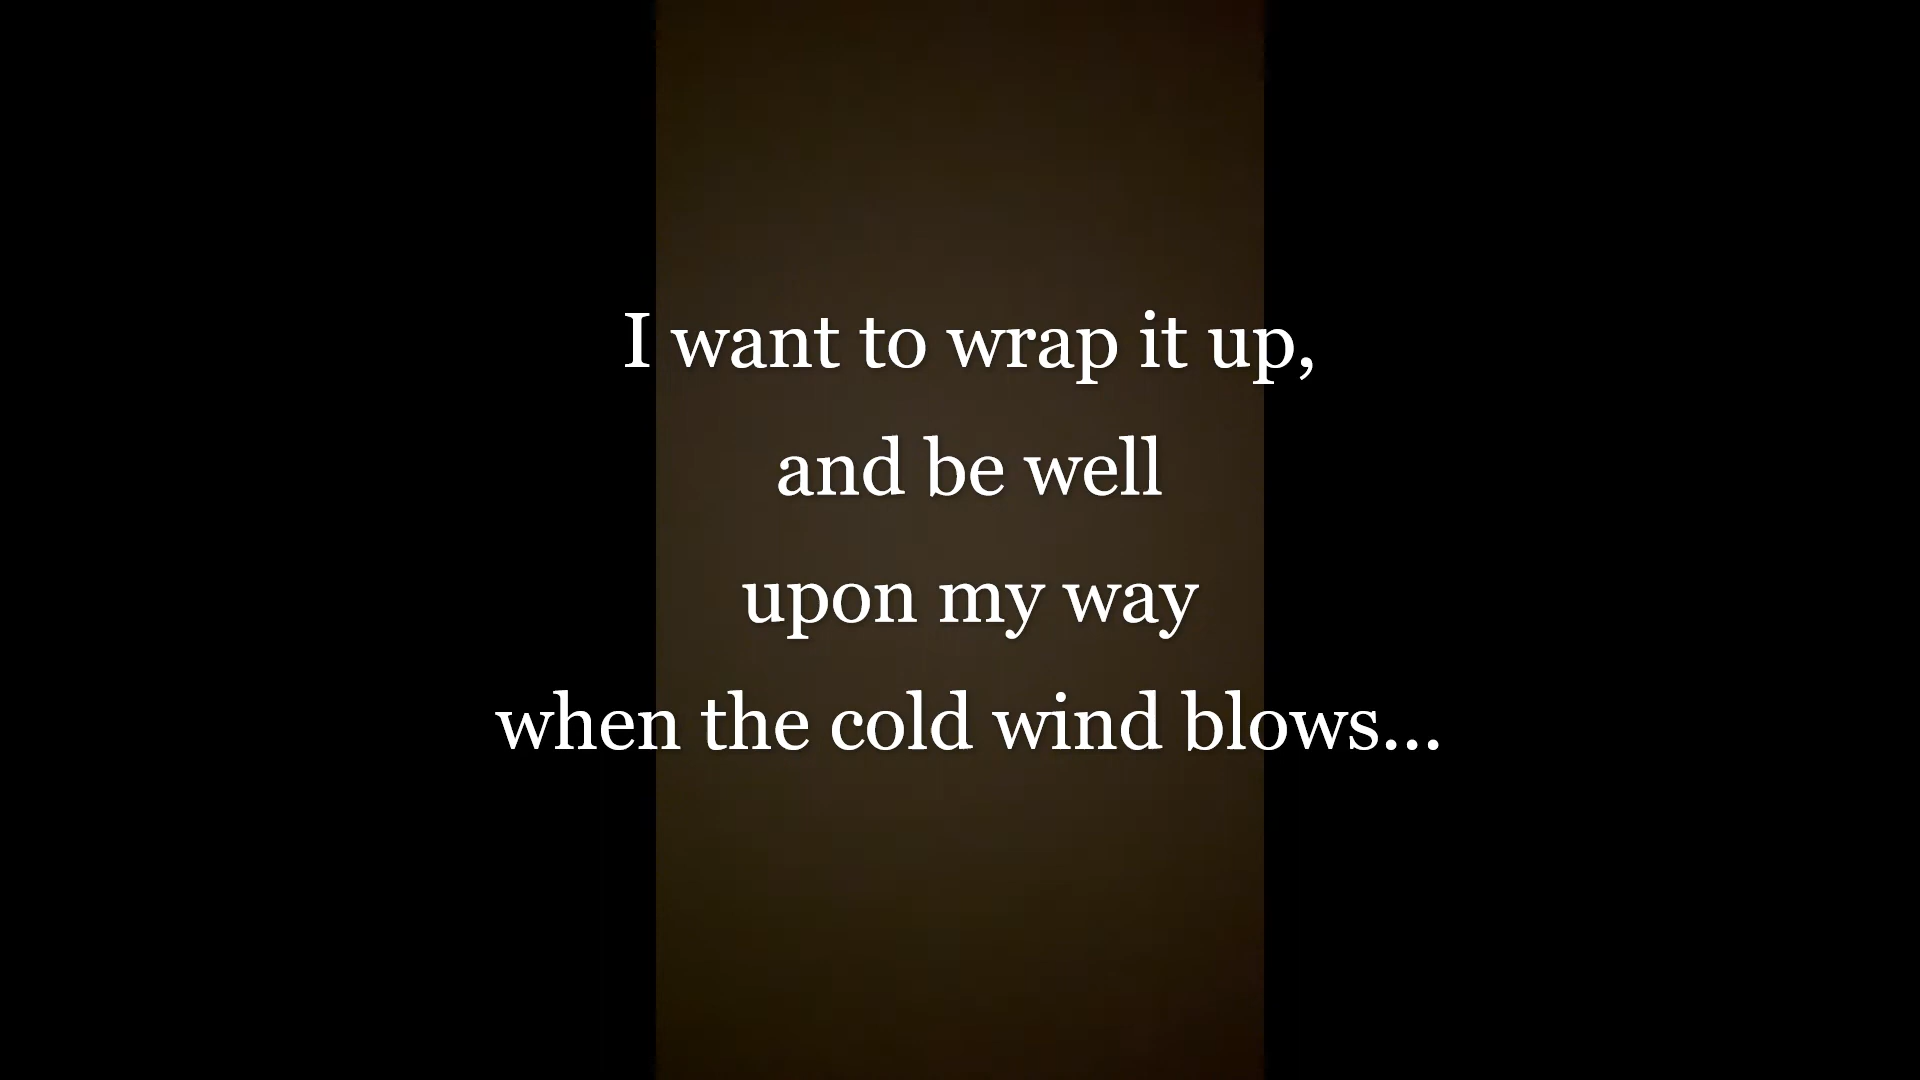 I want to wrap it up,
and be well
upon my way
when the cold wind blows...